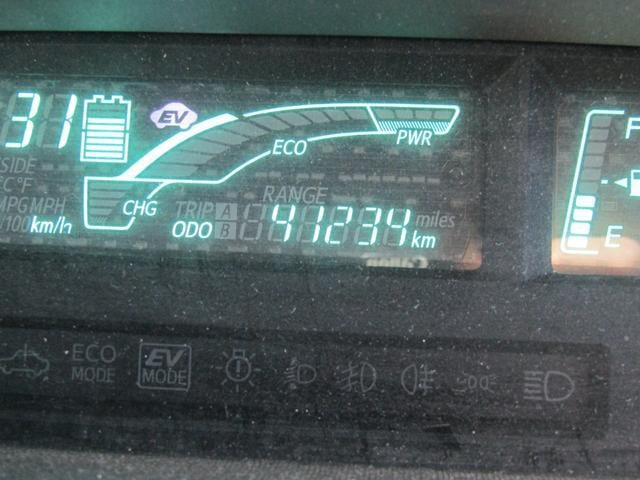 31 EV
ECO
PWR
F
SIDE
°C °F
MPG MPH
/100
km/h
CHG
TRIP A
B
RANGE
ODO
41234
miles
km
E
ECO
MODE
EV
MODE